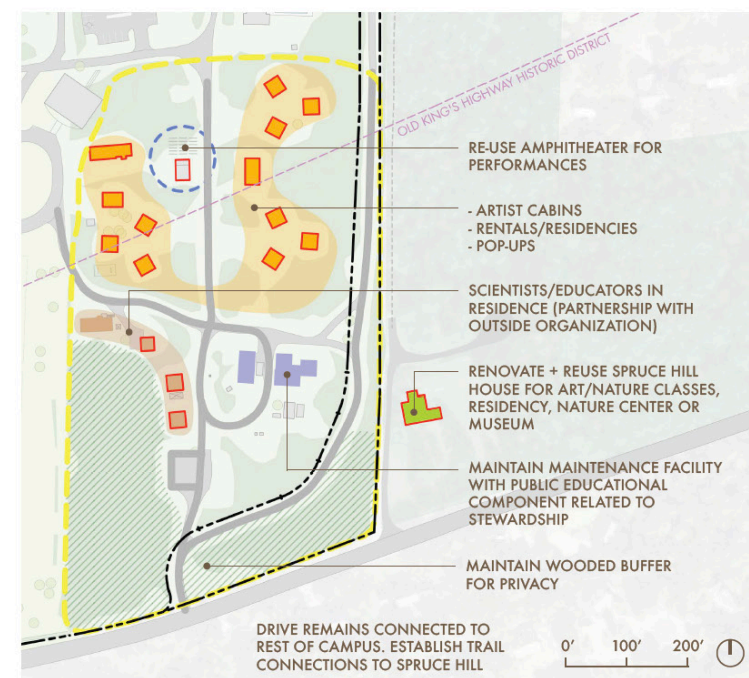 OLD KING'S HIGHWAY HISTORIC DISTRICT
RE-USE AMPHITHEATER FOR
PERFORMANCES
- ARTIST CABINS
- RENTALS/RESIDENCIES
- POP-UPS
SCIENTISTS/EDUCATORS IN
RESIDENCE (PARTNERSHIP WITH
OUTSIDE ORGANIZATION)
RENOVATE + REUSE SPRUCE HILL
HOUSE FOR ART/NATURE CLASSES,
RESIDENCY, NATURE CENTER OR
MUSEUM
MAINTAIN MAINTENANCE FACILITY
WITH PUBLIC EDUCATIONAL
COMPONENT RELATED TO
STEWARDSHIP
MAINTAIN WOODED BUFFER
FOR PRIVACY
DRIVE REMAINS CONNECTED TO
REST OF CAMPUS. ESTABLISH TRAIL
CONNECTIONS TO SPRUCE HILL
0' 100' 200'